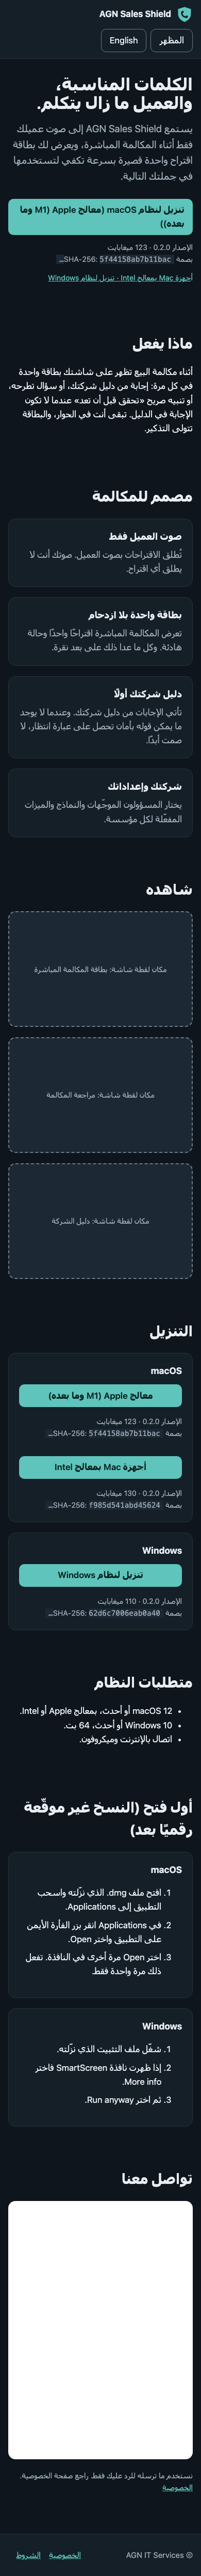 AGN Sales Shield
المظهر
English
الكلمات المناسبة،
والعميل ما زال يتكلم.
يستمع AGN Sales Shield إلى صوت عميلك
فقط أثناء المكالمة المباشرة، ويعرض لك بطاقة
واحدة قصيرة بسرعة تكفي لتستخدمها
في جملتك التالية.
تنزيل لنظام macOS (معالج Apple (M1 وما
بعده))
الإصدار 0.2.0 · 123 ميغابايت
بصمة SHA-256: 5f44158ab7b11bac…
أجهزة Mac بمعالج Intel · تنزيل لنظام Windows
ماذا يفعل
أثناء مكالمة البيع تظهر على شاشتك بطاقة واحدة
في كل مرة: إجابة من دليل شركتك، أو سؤال تطرحه،
أو تنبيه صريح «تحقق قبل أن تعد» عندما لا تكون
الإجابة في الدليل. تبقى أنت في الحوار، والبطاقة
تتولى التذكير.
مصمم للمكالمة
صوت العميل فقط
تُطلق الاقتراحات بصوت العميل. صوتك أنت لا
يطلق أي اقتراح.
بطاقة واحدة بلا ازدحام
تعرض المكالمة المباشرة اقتراحًا واحدًا وحالة
هادئة. وكل ما عدا ذلك على بعد نقرة.
دليل شركتك أولًا
تأتي الإجابات من دليل شركتك. وعندما لا يوجد
ما يمكن قوله بأمان تحصل على عبارة انتظار، لا
صمت أبدًا.
شركتك وإعداداتك
يختار المسؤولون الموجّهات والنماذج والميزات
المفعّلة لكل مؤسسة.
شاهده
مكان لقطة شاشة: بطاقة المكالمة المباشرة
مكان لقطة شاشة: مراجعة المكالمة
مكان لقطة شاشة: دليل الشركة
التنزيل
macOS
معالج Apple (M1 وما بعده)
الإصدار 0.2.0 · 123 ميغابايت
بصمة SHA-256: 5f44158ab7b11bac…
أجهزة Mac بمعالج Intel
الإصدار 0.2.0 · 130 ميغابايت
بصمة SHA-256: f985d541abd45624…
Windows
تنزيل لنظام Windows
الإصدار 0.2.0 · 110 ميغابايت
بصمة SHA-256: 62d6c7006eab0a40…
متطلبات النظام
• macOS 12 أو أحدث، بمعالج Apple أو Intel.
• Windows 10 أو أحدث، 64 بت.
• اتصال بالإنترنت وميكروفون.
أول فتح (النسخ غير موقّعة
رقميًا بعد)
macOS
1. افتح ملف dmg. الذي نزّلته واسحب
التطبيق إلى Applications.
2. في Applications انقر بزر الفأرة الأيمن
على التطبيق واختر Open.
3. اختر Open مرة أخرى في النافذة. تفعل
ذلك مرة واحدة فقط.
Windows
1. شغّل ملف التثبيت الذي نزّلته.
2. إذا ظهرت نافذة SmartScreen فاختر
More info.
3. ثم اختر Run anyway.
تواصل معنا
نستخدم ما ترسله للرد عليك فقط. راجع صفحة الخصوصية.
الخصوصية
© AGN IT Services
الخصوصية
الشروط